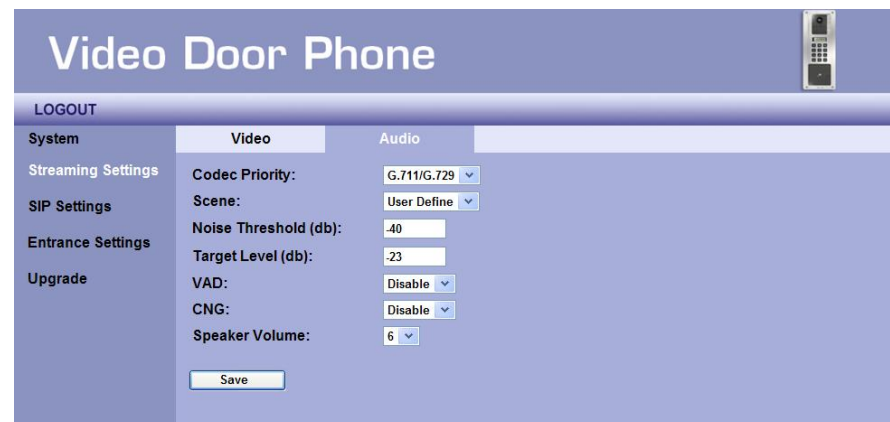 Video Door Phone
LOGOUT
System
Streaming Settings
SIP Settings
Entrance Settings
Upgrade
Video Audio
Codec Priority: G.711/G.729
Scene: User Define
Noise Threshold (db): -40
Target Level (db): -23
VAD: Disable
CNG: Disable
Speaker Volume: 6
Save